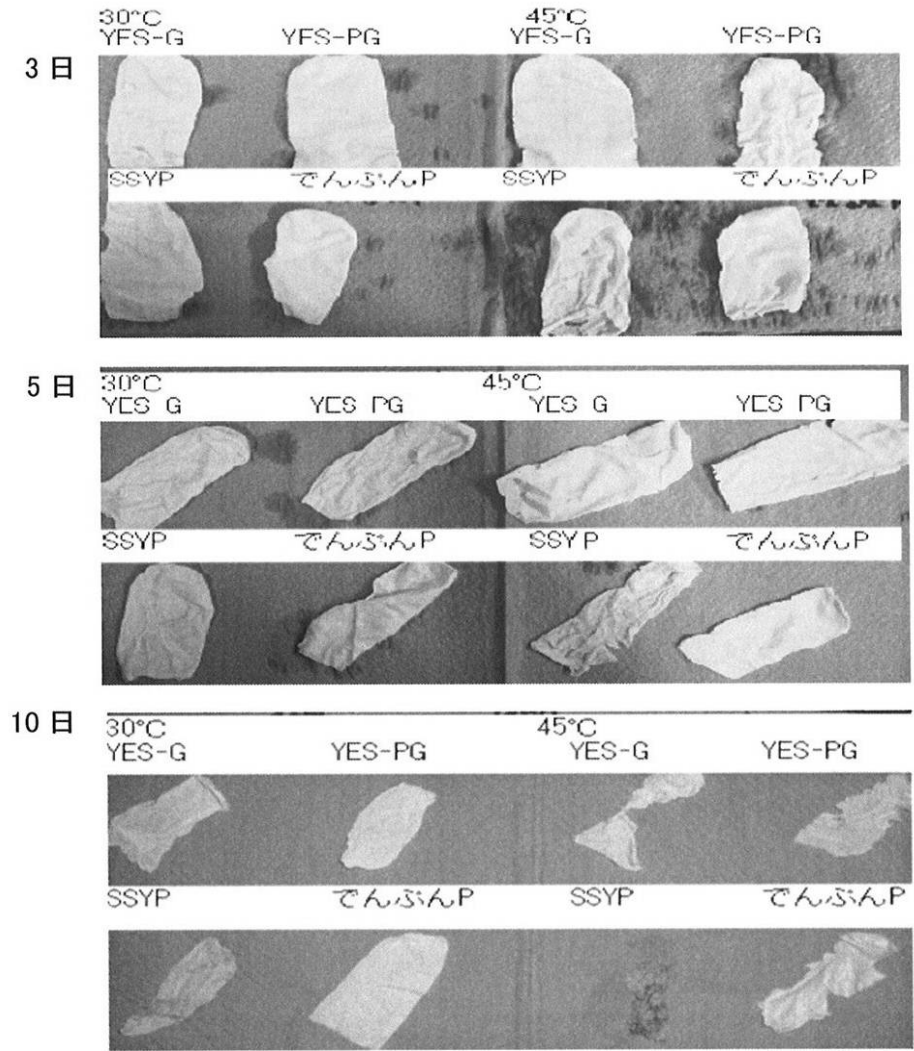 3 日
30°C 45°C
YES-G YES-PG YES-G YES-PG
SSYP でんぷんP SSYP でんぷんP
5 日
30°C 45°C
YES G YES PG YES G YES PG
SSYP でんぷんP SSYP でんぷんP
10 日
30°C 45°C
YES-G YES-PG YES-G YES-PG
SSYP でんぷんP SSYP でんぷんP